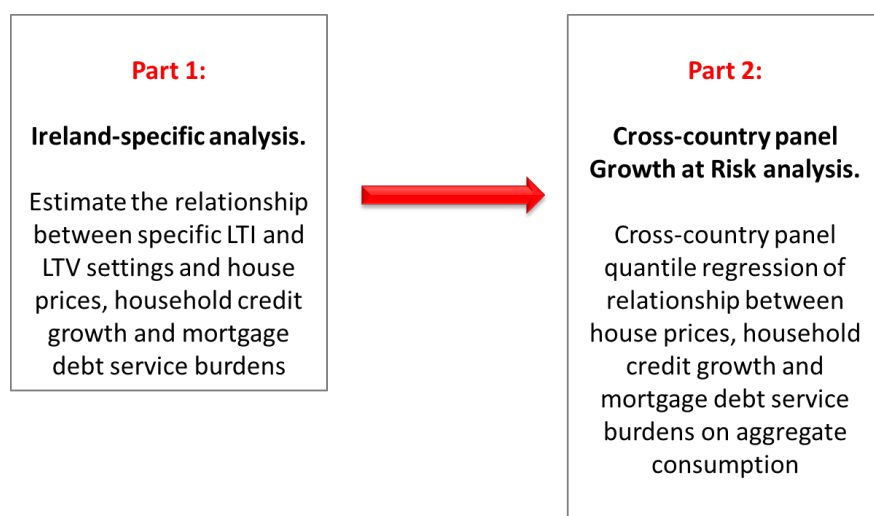 Part 1:
Ireland-specific analysis.
Estimate the relationship
between specific LTI and
LTV settings and house
prices, household credit
growth and mortgage
debt service burdens
Part 2:
Cross-country panel
Growth at Risk analysis.
Cross-country panel
quantile regression of
relationship between
house prices, household
credit growth and
mortgage debt service
burdens on aggregate
consumption